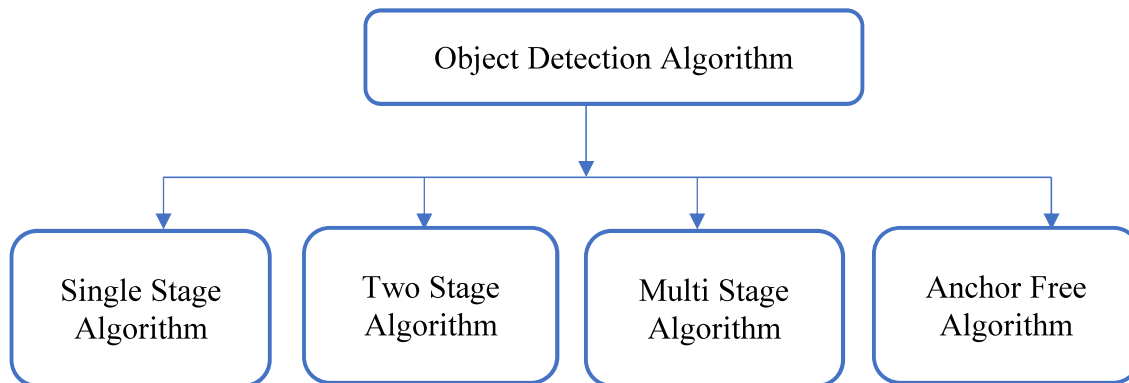 Object Detection Algorithm
Single Stage
Algorithm
Two Stage
Algorithm
Multi Stage
Algorithm
Anchor Free
Algorithm